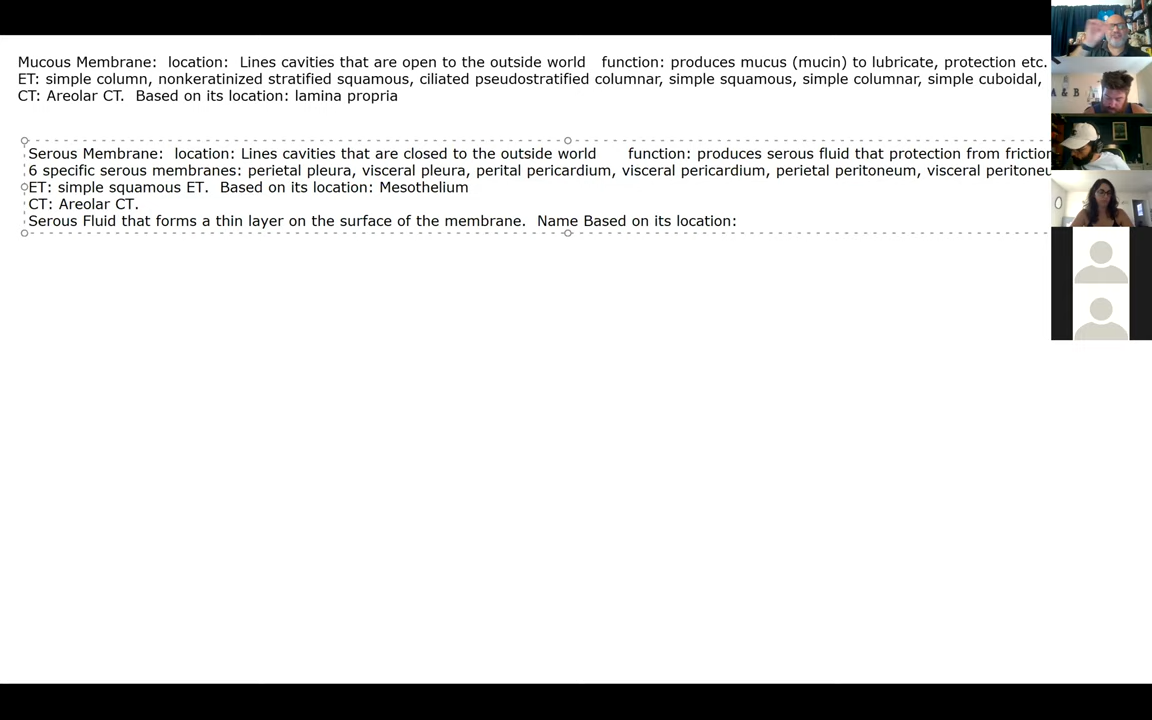 Mucous Membrane:  location:  Lines cavities that are open to the outside world   function: produces mucus (mucin) to lubricate, protection etc.
ET: simple column, nonkeratinized stratified squamous, ciliated pseudostratified columnar, simple squamous, simple columnar, simple cuboidal,
CT: Areolar CT.  Based on its location: lamina propria
Serous Membrane:  location: Lines cavities that are closed to the outside world      function: produces serous fluid that protection from friction
6 specific serous membranes: perietal pleura, visceral pleura, perital pericardium, visceral pericardium, perietal peritoneum, visceral peritoneu
ET: simple squamous ET.  Based on its location: Mesothelium
CT: Areolar CT.
Serous Fluid that forms a thin layer on the surface of the membrane.  Name Based on its location:
A & B